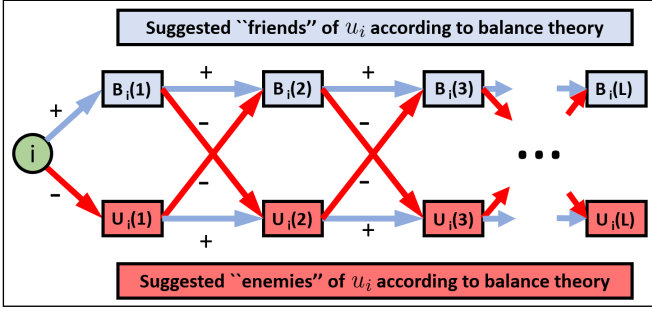 Suggested ``friends'' of u_i according to balance theory
+ +
B_i(1) B_i(2) B_i(3) B_i(L)
+
- -
i
...
- - -
U_i(1) U_i(2) U_i(3) U_i(L)
+ +
Suggested ``enemies'' of u_i according to balance theory